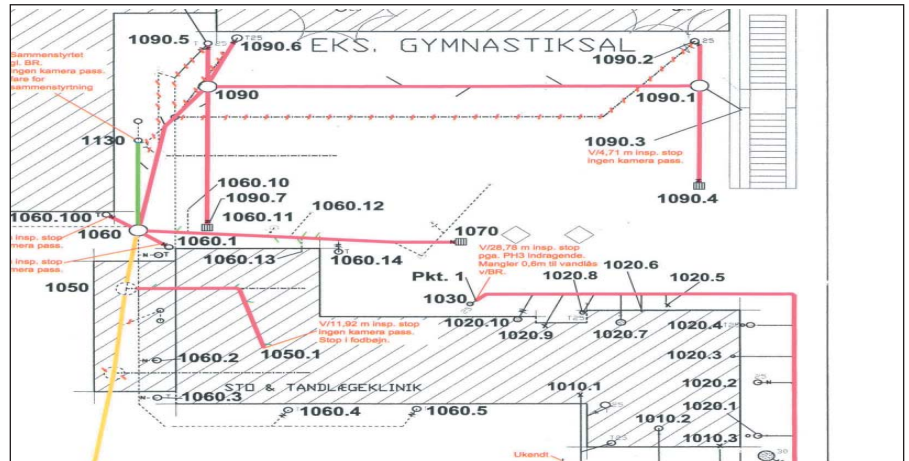 1090.5
T25
1090.6
EKS. GYMNASTIKSAL
25
1090.2
Sammenstyrtet
gl. BR.
ingen kamera pass.
fare for
sammenstyrtning
1090
1090.1
1130
1090.3
V/4,71 m insp. stop
ingen kamera pass.
1060.10
1090.7
1090.4
1060.100
1060.11
1060.12
1060
1070
insp. stop
mera pass.
1060.1
1060.13
1060.14
V/28,78 m insp. stop
pga. PH3 indragende.
Mangler 0,6m til vandlås
v/BR.
insp. stop
mera pass.
Pkt. 1
1020.8
1020.6
1020.5
1050
1030
1020.10
1020.9
1020.7
1020.4
V/11,92 m insp. stop
ingen kamera pass.
Stop i fodbøjn.
1050.1
1060.2
1020.3
1060.3
STO & TANDLÆGEKLINIK
1010.1
1020.2
25
1020.1
1060.4
1060.5
1010.2
1010.3
T25
Ukendt
30